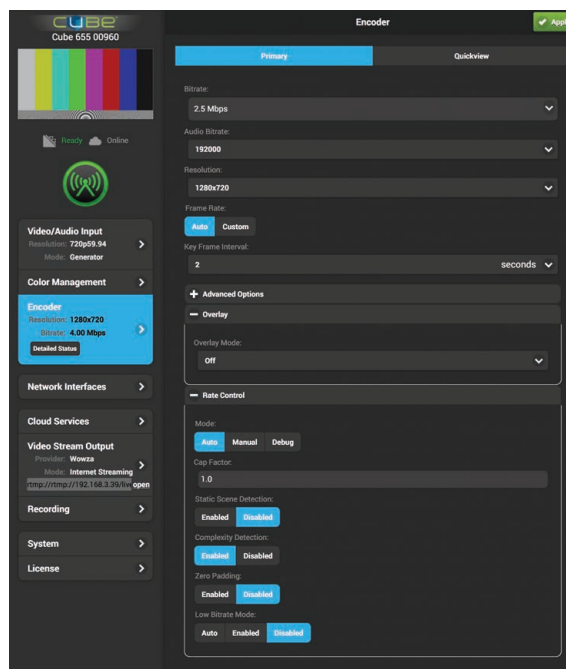 CUBE
Cube 655 00960
Ready Online
Video/Audio Input
Resolution: 720p59.94
Mode: Generator
Color Management
Encoder
Resolution: 1280x720
Bitrate: 4.00 Mbps
Detailed Status
Network Interfaces
Cloud Services
Video Stream Output
Provider: Wowza
Mode: Internet Streaming
rtmp://rtmp://192.168.3.39/live open
Recording
System
License
Encoder
Appl
Primary Quickview
Bitrate:
2.5 Mbps
Audio Bitrate:
192000
Resolution:
1280x720
Frame Rate:
Auto Custom
Key Frame Interval:
2 seconds
Advanced Options
Overlay
Overlay Mode:
Off
Rate Control
Mode:
Auto Manual Debug
Cap Factor:
1.0
Static Scene Detection:
Enabled Disabled
Complexity Detection:
Enabled Disabled
Zero Padding:
Enabled Disabled
Low Bitrate Mode:
Auto Enabled Disabled